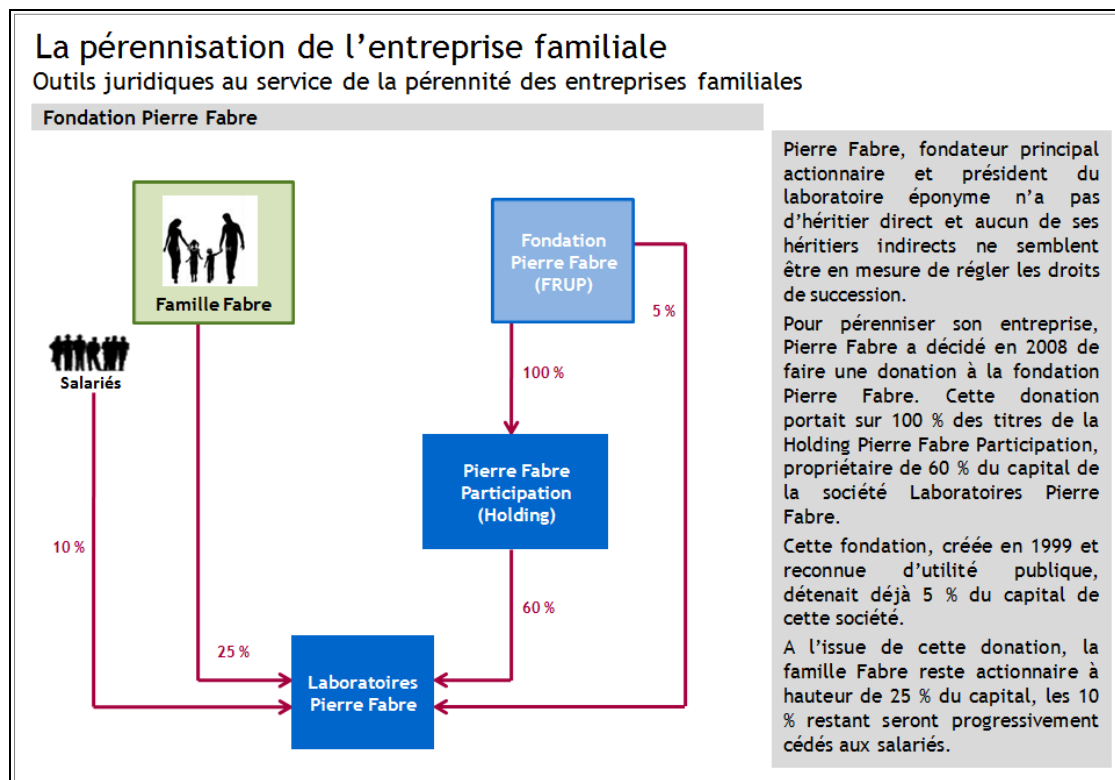 La pérennisation de l’entreprise familiale
Outils juridiques au service de la pérennité des entreprises familiales
Fondation Pierre Fabre
Famille Fabre
Salariés
Fondation
Pierre Fabre
(FRUP)
5 %
100 %
Pierre Fabre
Participation
(Holding)
10 %
60 %
25 %
Laboratoires
Pierre Fabre
Pierre Fabre, fondateur principal
actionnaire et président du
laboratoire éponyme n’a pas
d’héritier direct et aucun de ses
héritiers indirects ne semblent
être en mesure de régler les droits
de succession.
Pour pérenniser son entreprise,
Pierre Fabre a décidé en 2008 de
faire une donation à la fondation
Pierre Fabre. Cette donation
portait sur 100 % des titres de la
Holding Pierre Fabre Participation,
propriétaire de 60 % du capital de
la société Laboratoires Pierre
Fabre.
Cette fondation, créée en 1999 et
reconnue d’utilité publique,
détenait déjà 5 % du capital de
cette société.
A l’issue de cette donation, la
famille Fabre reste actionnaire à
hauteur de 25 % du capital, les 10
% restant seront progressivement
cédés aux salariés.